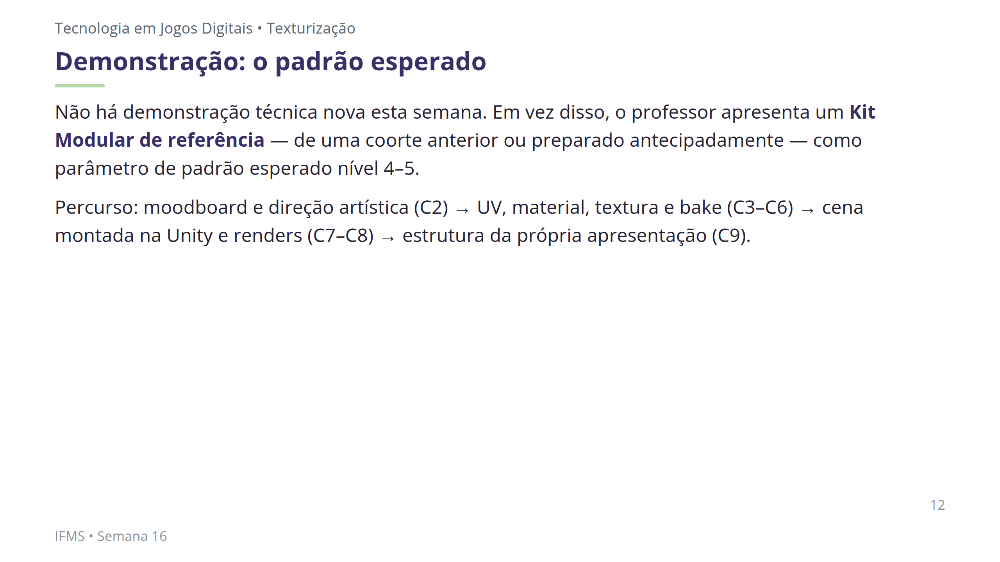 Tecnologia em Jogos Digitais • Texturização
Demonstração: o padrão esperado
Não há demonstração técnica nova esta semana. Em vez disso, o professor apresenta um Kit
Modular de referência — de uma coorte anterior ou preparado antecipadamente — como
parâmetro de padrão esperado nível 4–5.
Percurso: moodboard e direção artística (C2) → UV, material, textura e bake (C3–C6) → cena
montada na Unity e renders (C7–C8) → estrutura da própria apresentação (C9).
12
IFMS • Semana 16